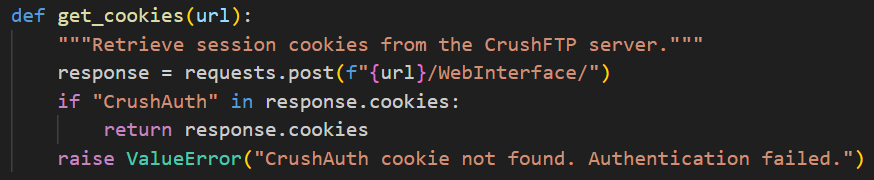 def get_cookies(url):
    """Retrieve session cookies from the CrushFTP server."""
    response = requests.post(f"{url}/WebInterface/")
    if "CrushAuth" in response.cookies:
        return response.cookies
    raise ValueError("CrushAuth cookie not found. Authentication failed.")